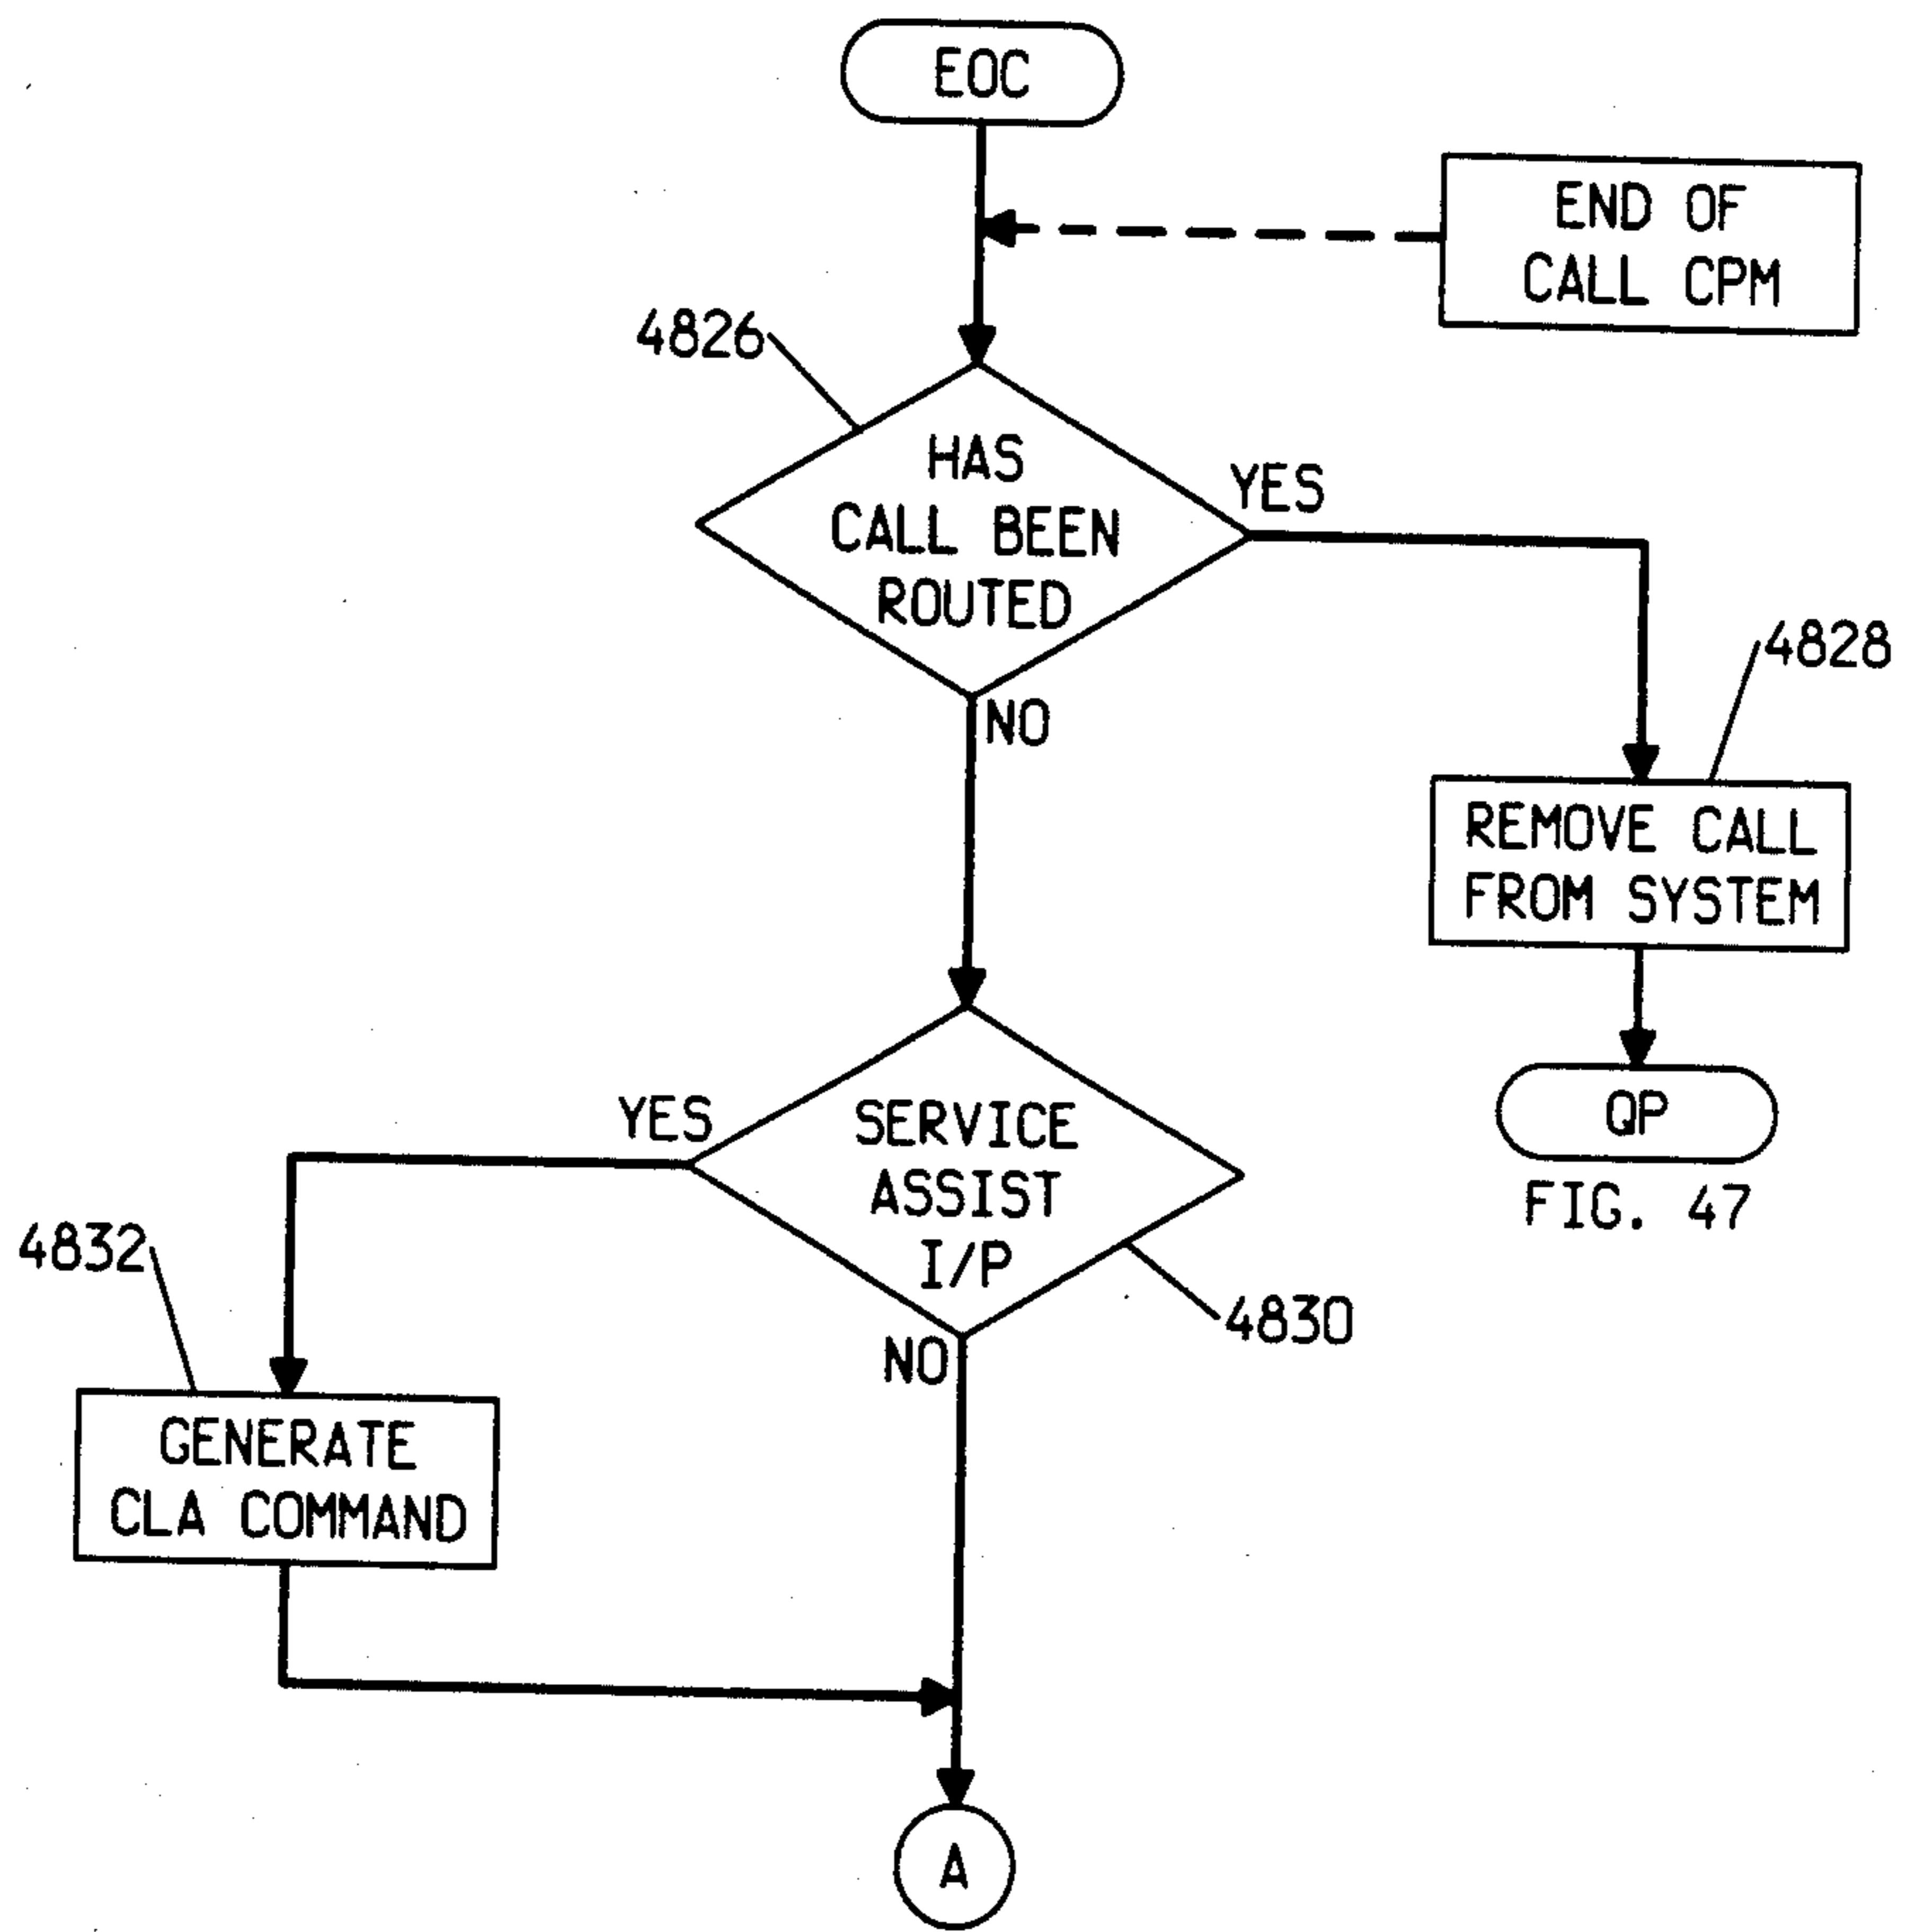 EOC
END OF
CALL CPM
4826
HAS
CALL BEEN
ROUTED
YES
NO
4828
REMOVE CALL
FROM SYSTEM
QP
FIG. 47
YES
SERVICE
ASSIST
I/P
NO
4830
4832
GENERATE
CLA COMMAND
A